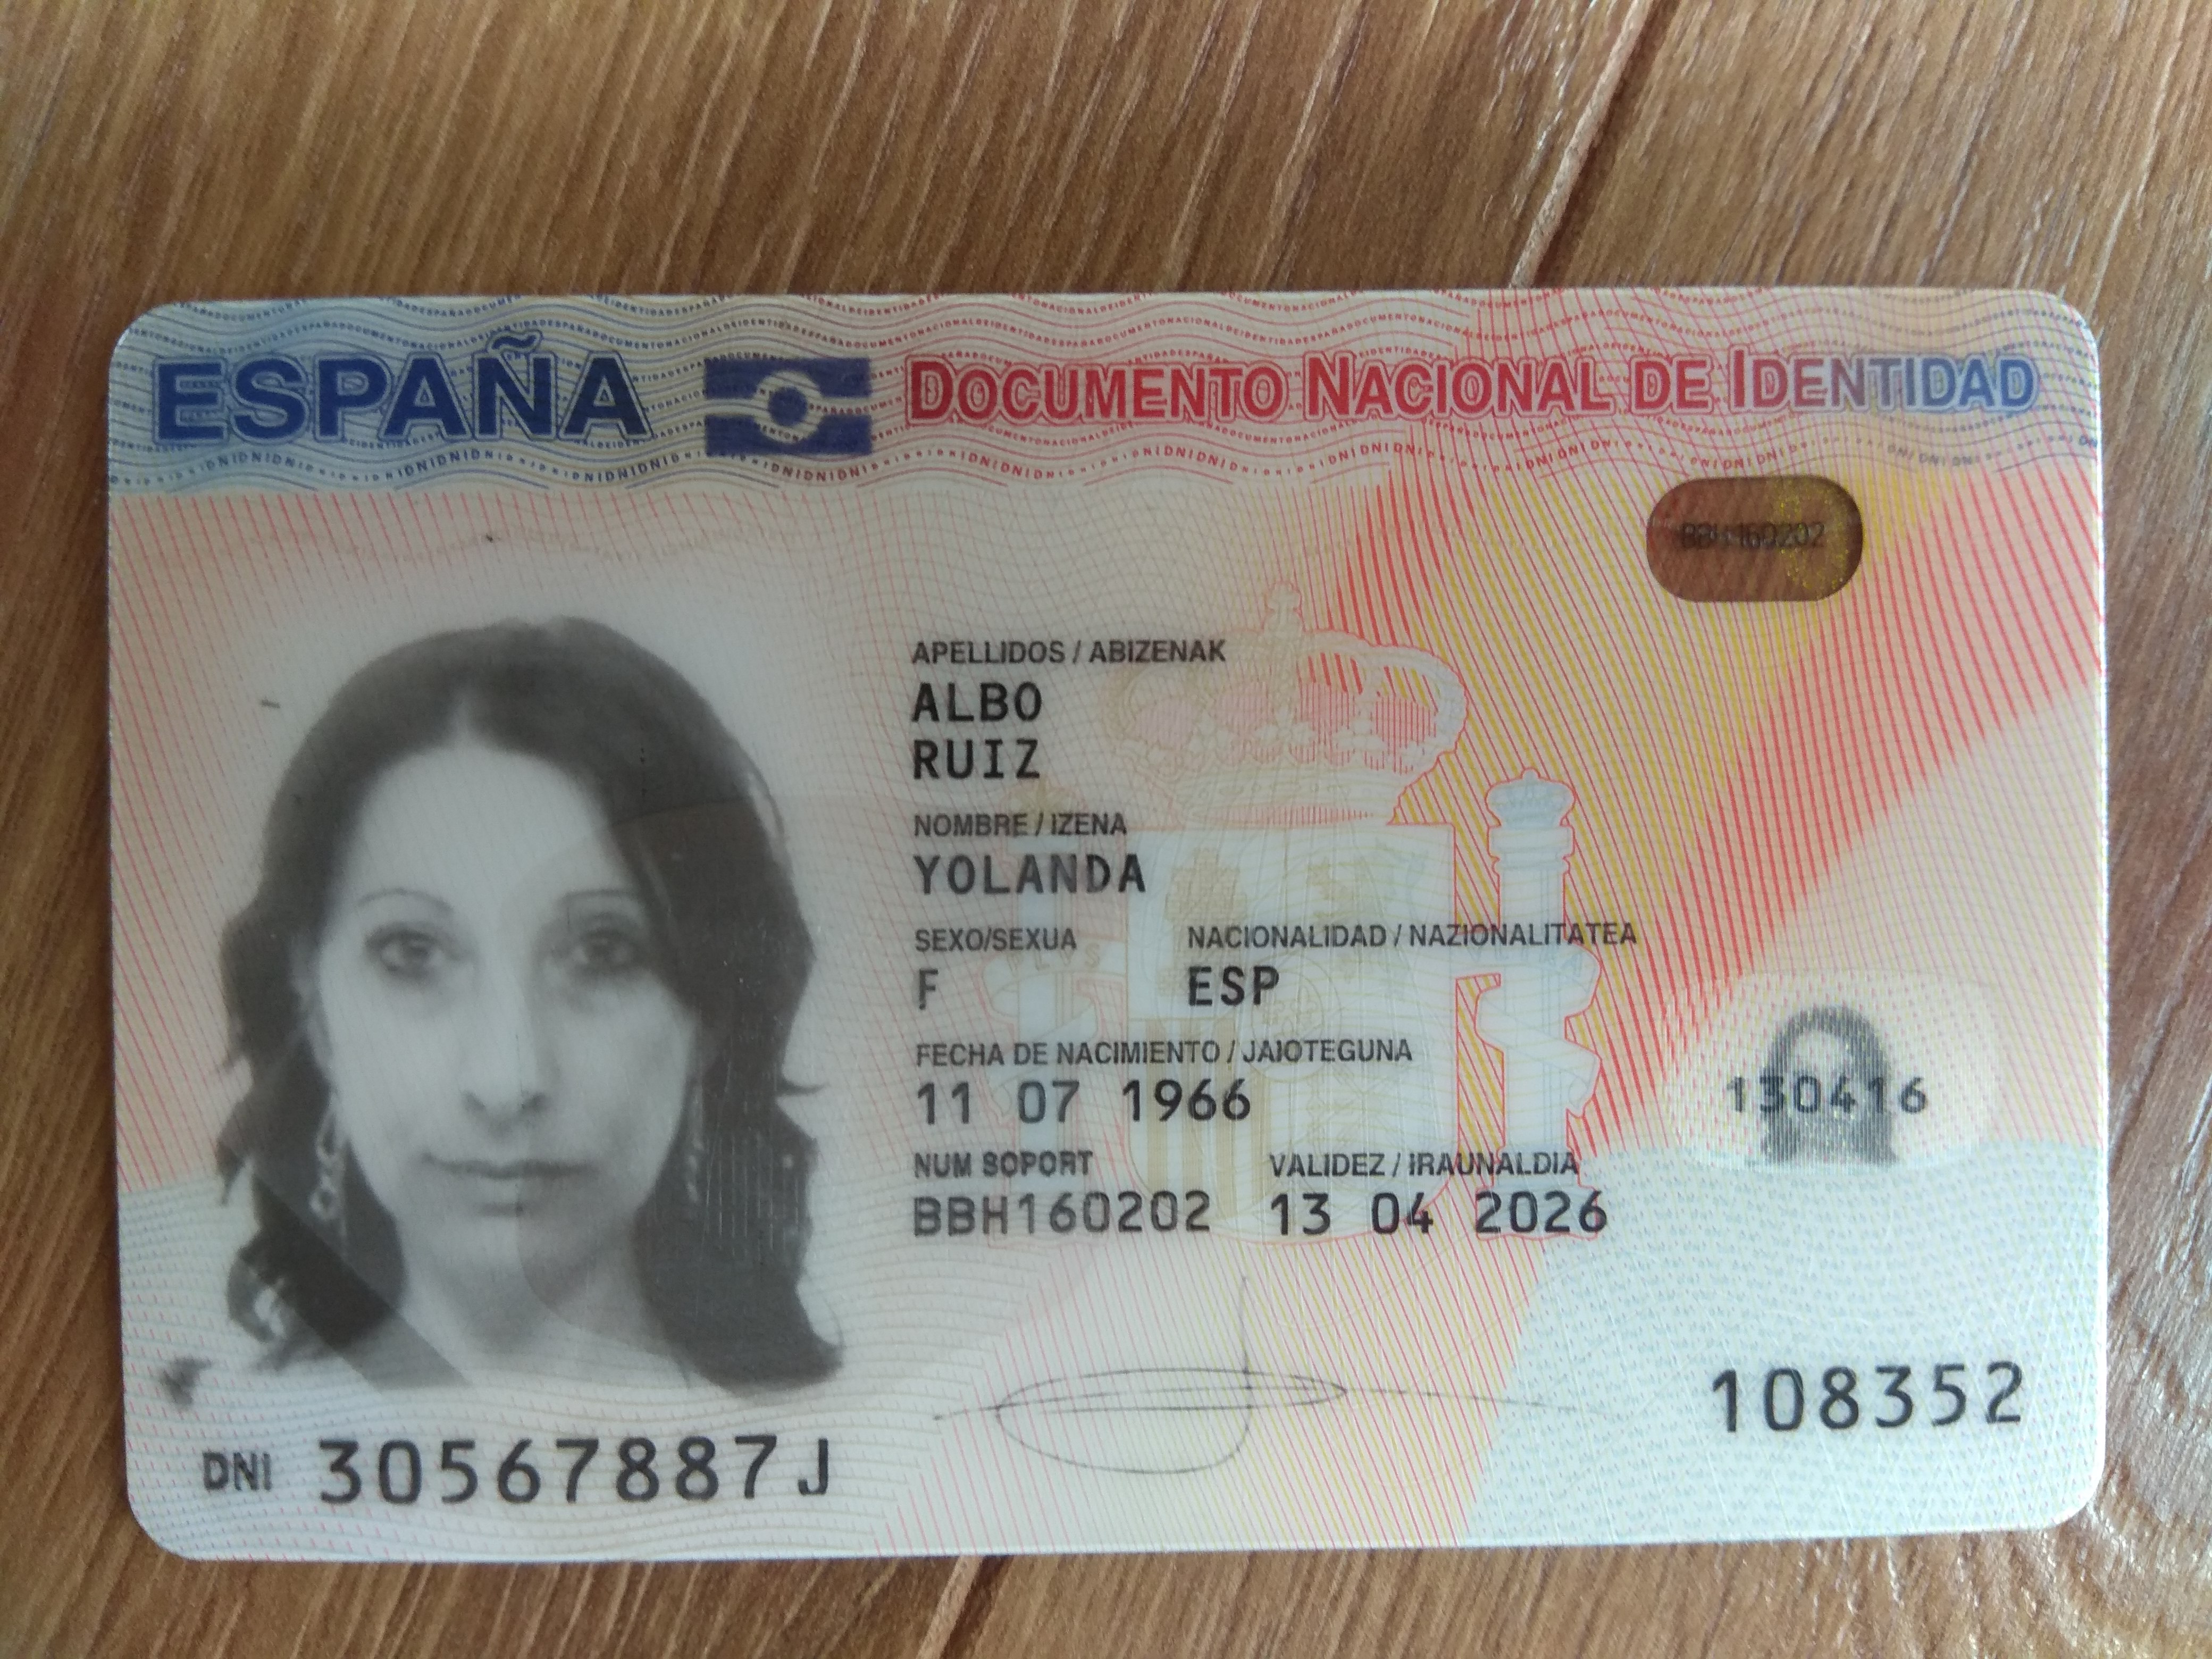 ESPAÑA DOCUMENTO NACIONAL DE IDENTIDAD
BBH160202
APELLIDOS / ABIZENAK
ALBO
RUIZ
NOMBRE / IZENA
YOLANDA
SEXO/SEXUA NACIONALIDAD / NAZIONALITATEA
F ESP
FECHA DE NACIMIENTO / JAIOTEGUNA
11 07 1966
130416
NUM SOPORT VALIDEZ / IRAUNALDIA
BBH160202 13 04 2026
108352
DNI 30567887J